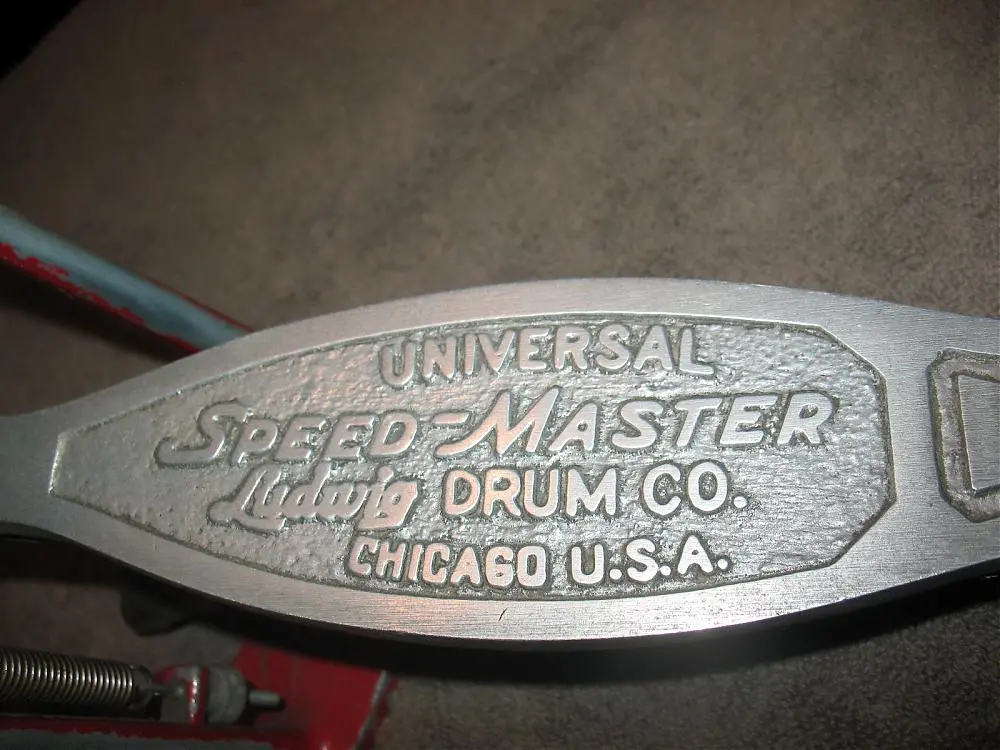 UNIVERSAL
SPEED-MASTER
Ludwig DRUM CO.
CHICAGO U.S.A.